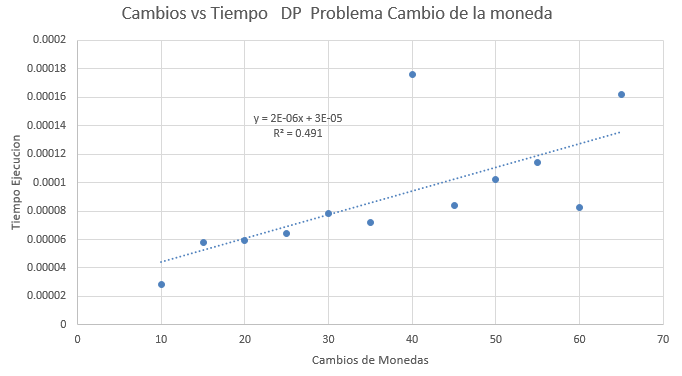 Cambios vs Tiempo DP Problema Cambio de la moneda
0.0002
0.00018
0.00016
0.00014
0.00012
0.0001
0.00008
0.00006
0.00004
0.00002
0
Tiempo Ejecucion
y = 2E-06x + 3E-05
R² = 0.491
0 10 20 30 40 50 60 70
Cambios de Monedas